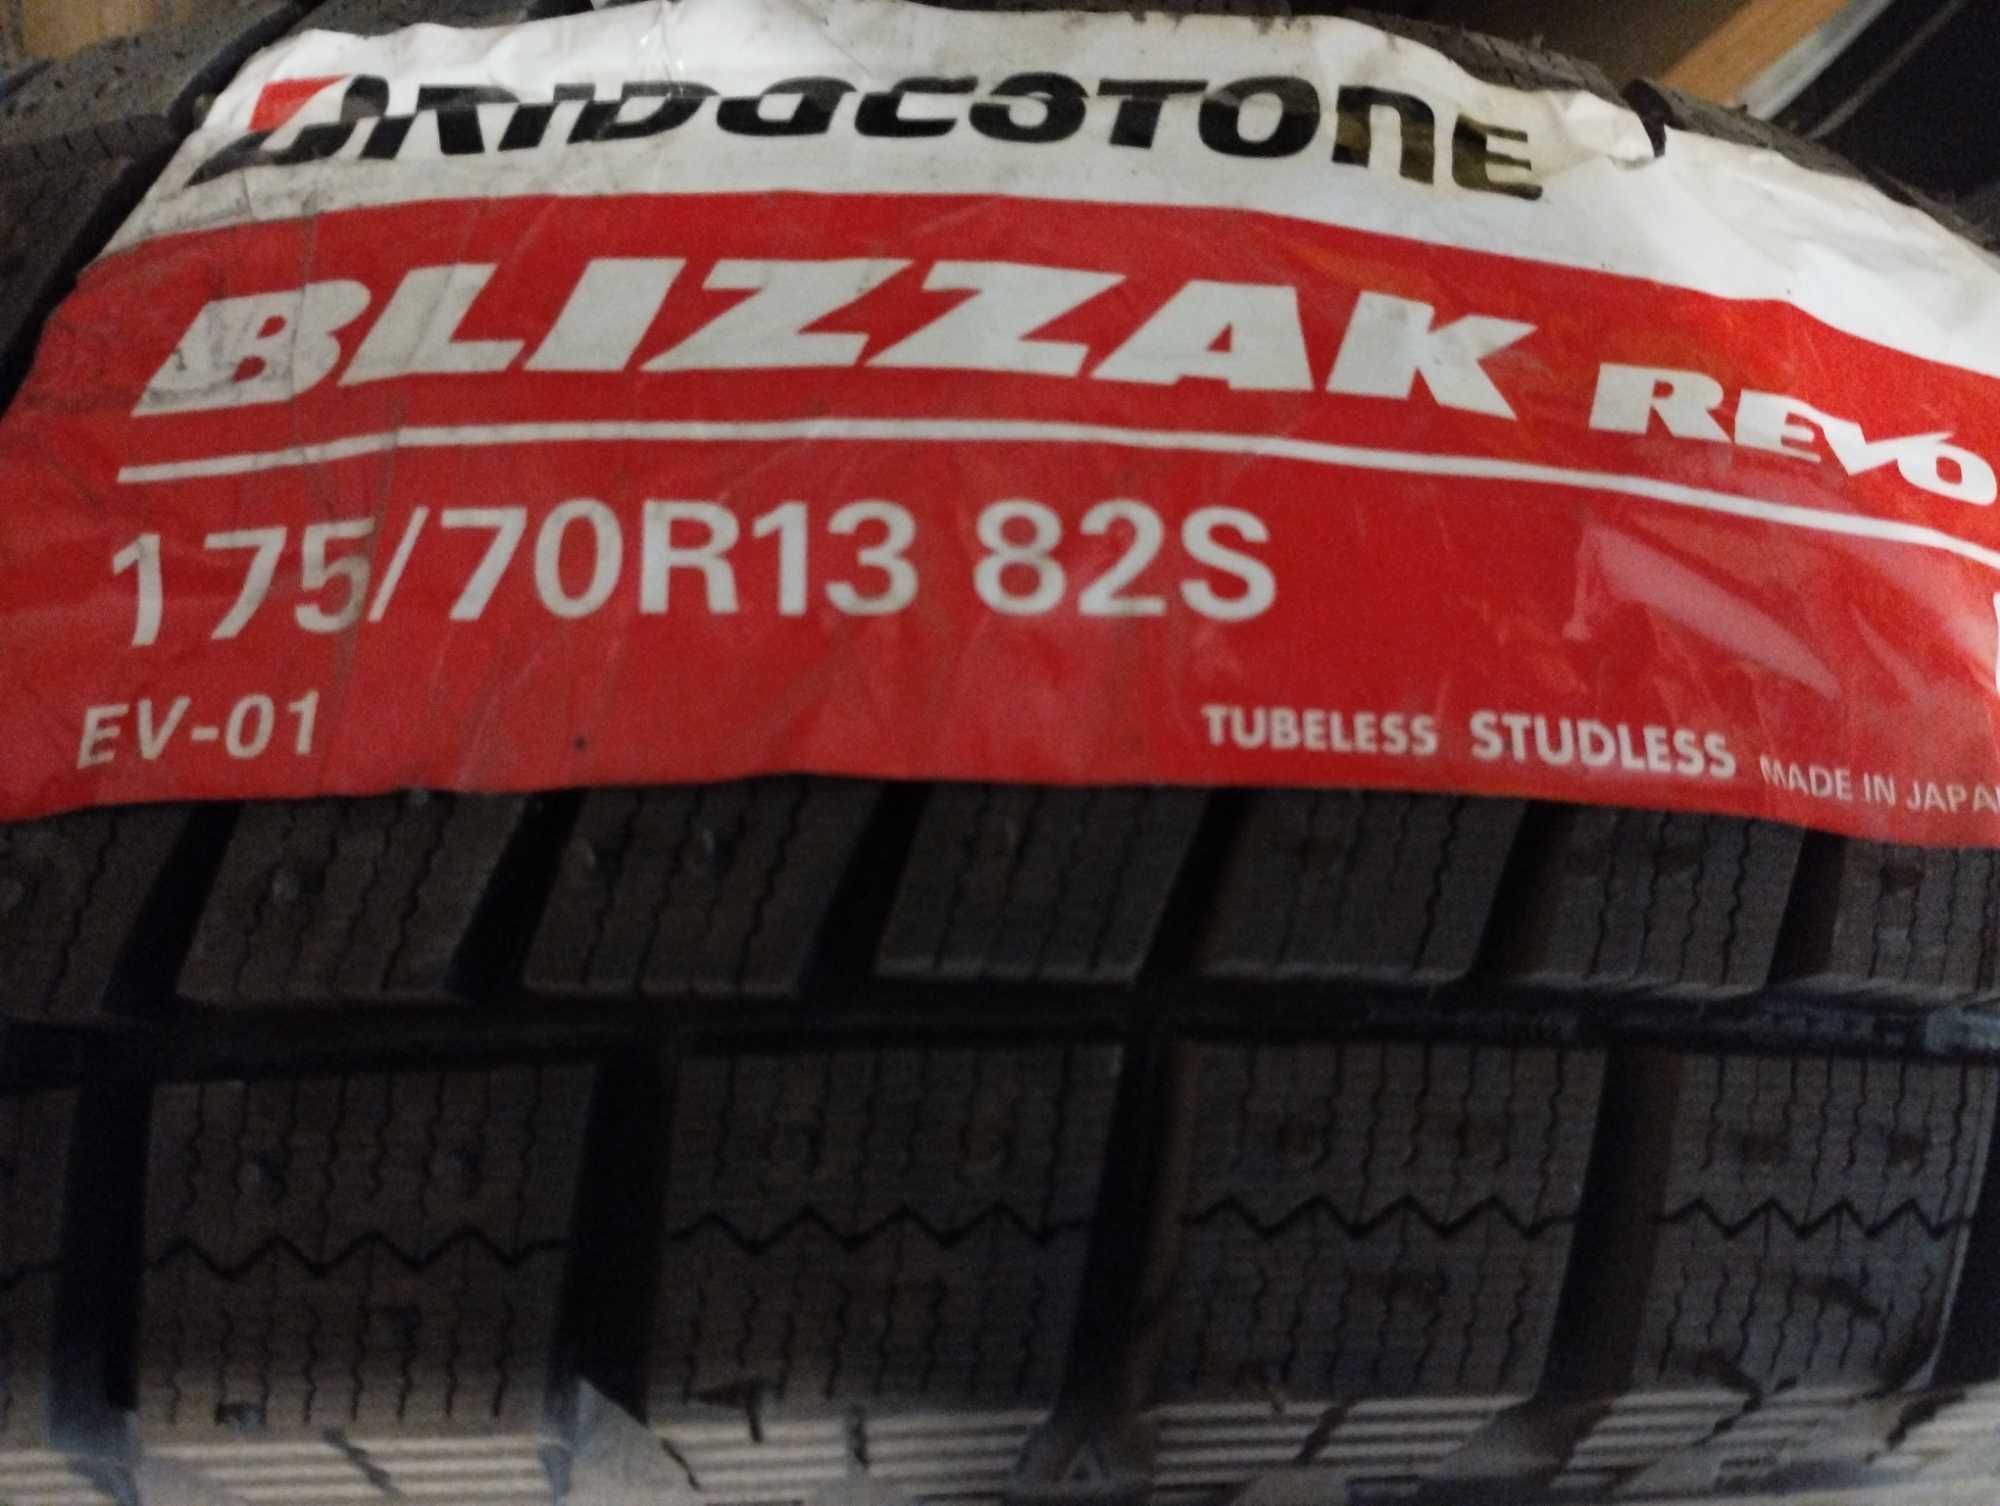 BRIDGESTONE
BLIZZAK REVO
175/70R13 82S
EV-01
TUBELESS STUDLESS MADE IN JAPAN